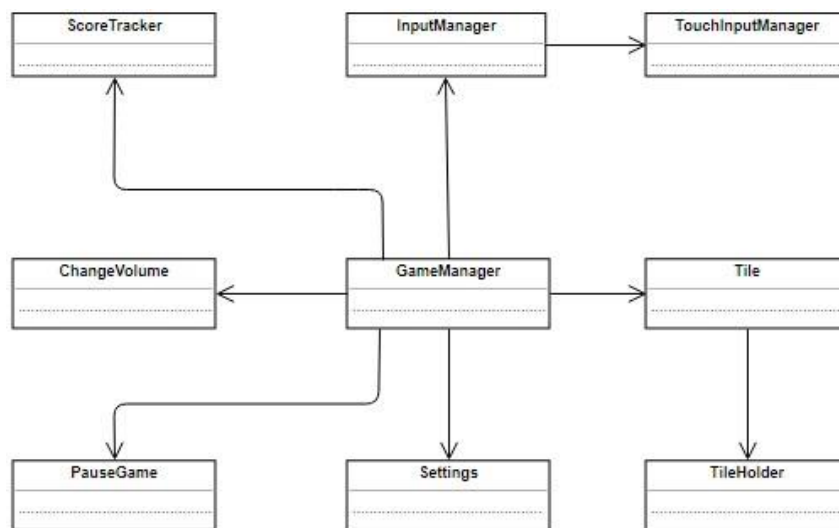 ScoreTracker
InputManager
TouchInputManager
ChangeVolume
GameManager
Tile
PauseGame
Settings
TileHolder